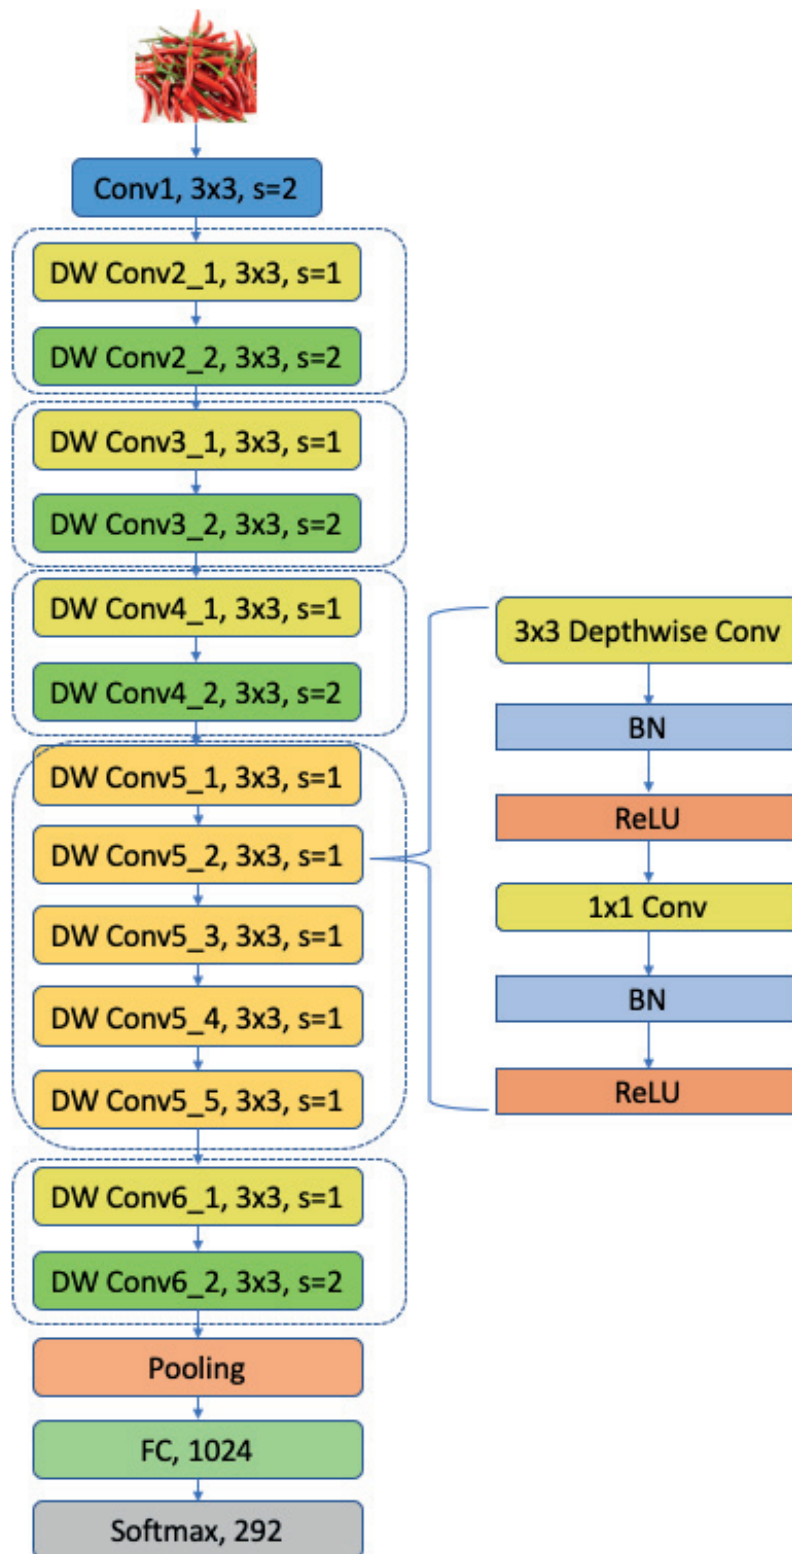 Conv1, 3x3, s=2
DW Conv2_1, 3x3, s=1
DW Conv2_2, 3x3, s=2
DW Conv3_1, 3x3, s=1
DW Conv3_2, 3x3, s=2
DW Conv4_1, 3x3, s=1
DW Conv4_2, 3x3, s=2
DW Conv5_1, 3x3, s=1
DW Conv5_2, 3x3, s=1
DW Conv5_3, 3x3, s=1
DW Conv5_4, 3x3, s=1
DW Conv5_5, 3x3, s=1
DW Conv6_1, 3x3, s=1
DW Conv6_2, 3x3, s=2
Pooling
FC, 1024
Softmax, 292
3x3 Depthwise Conv
BN
ReLU
1x1 Conv
BN
ReLU